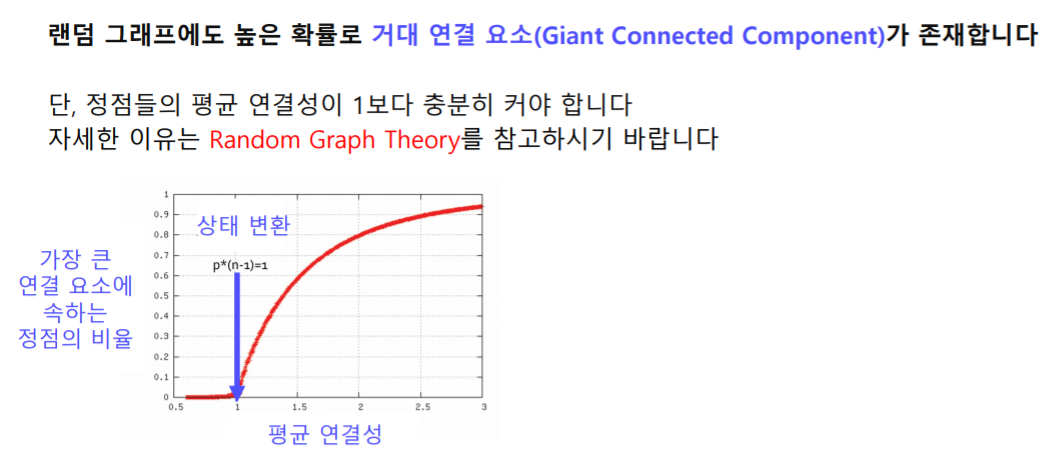 랜덤 그래프에도 높은 확률로 거대 연결 요소(Giant Connected Component)가 존재합니다
단, 정점들의 평균 연결성이 1보다 충분히 커야 합니다
자세한 이유는 Random Graph Theory를 참고하시기 바랍니다
상태 변환
p*(n-1)=1
가장 큰
연결 요소에
속하는
정점의 비율
1
0.9
0.8
0.7
0.6
0.5
0.4
0.3
0.2
0.1
0
0.5 1 1.5 2 2.5 3
평균 연결성